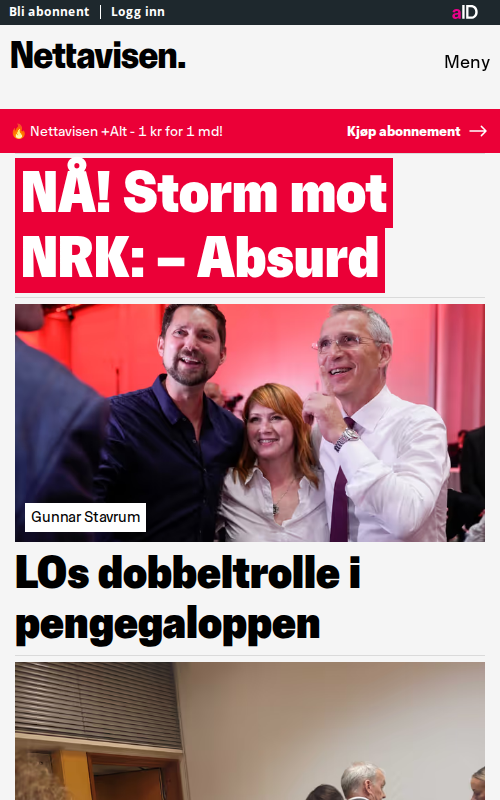 Bli abonnent | Logg inn
aID
Nettavisen.
Meny
🔥 Nettavisen +Alt - 1 kr for 1 md!
Kjøp abonnement →
NÅ! Storm mot
NRK: – Absurd
Gunnar Stavrum
LOs dobbeltrolle i
pengegaloppen